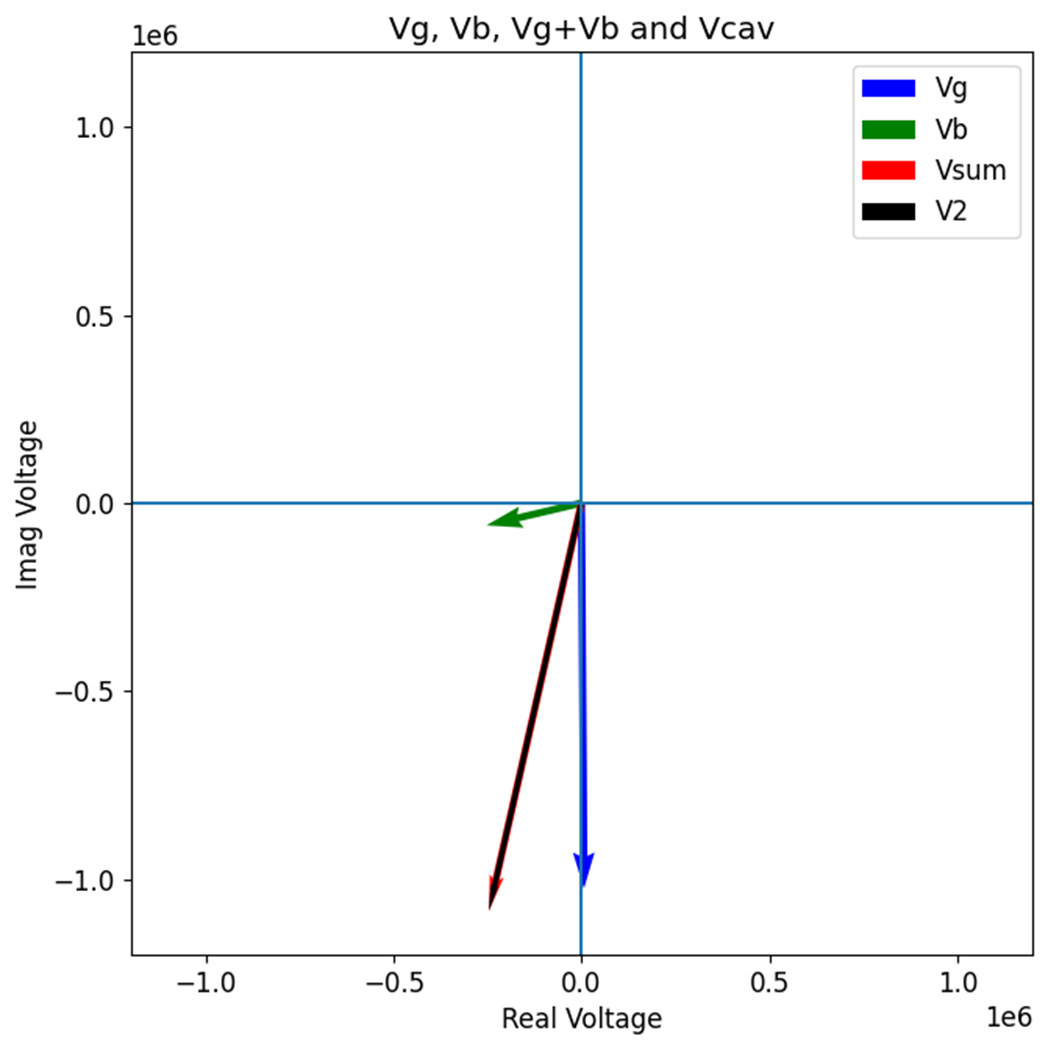 Vg, Vb, Vg+Vb and Vcav
1e6
Vg
Vb
Vsum
V2
1.0
0.5
0.0
−0.5
−1.0
Imag Voltage
−1.0 −0.5 0.0 0.5 1.0
Real Voltage
1e6